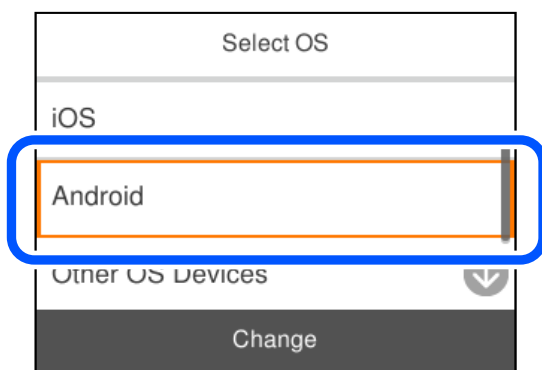 Select OS
iOS
Android
Other OS Devices
Change